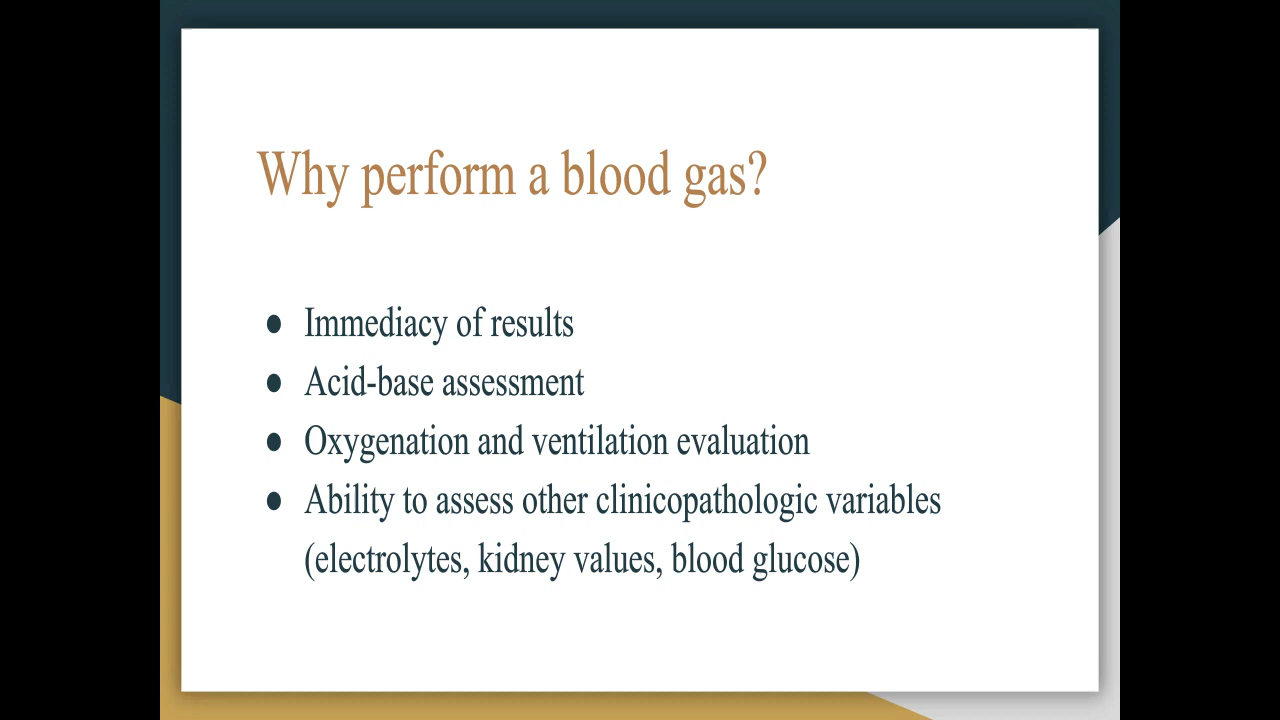 Why perform a blood gas?
● Immediacy of results
● Acid-base assessment
● Oxygenation and ventilation evaluation
● Ability to assess other clinicopathologic variables
(electrolytes, kidney values, blood glucose)